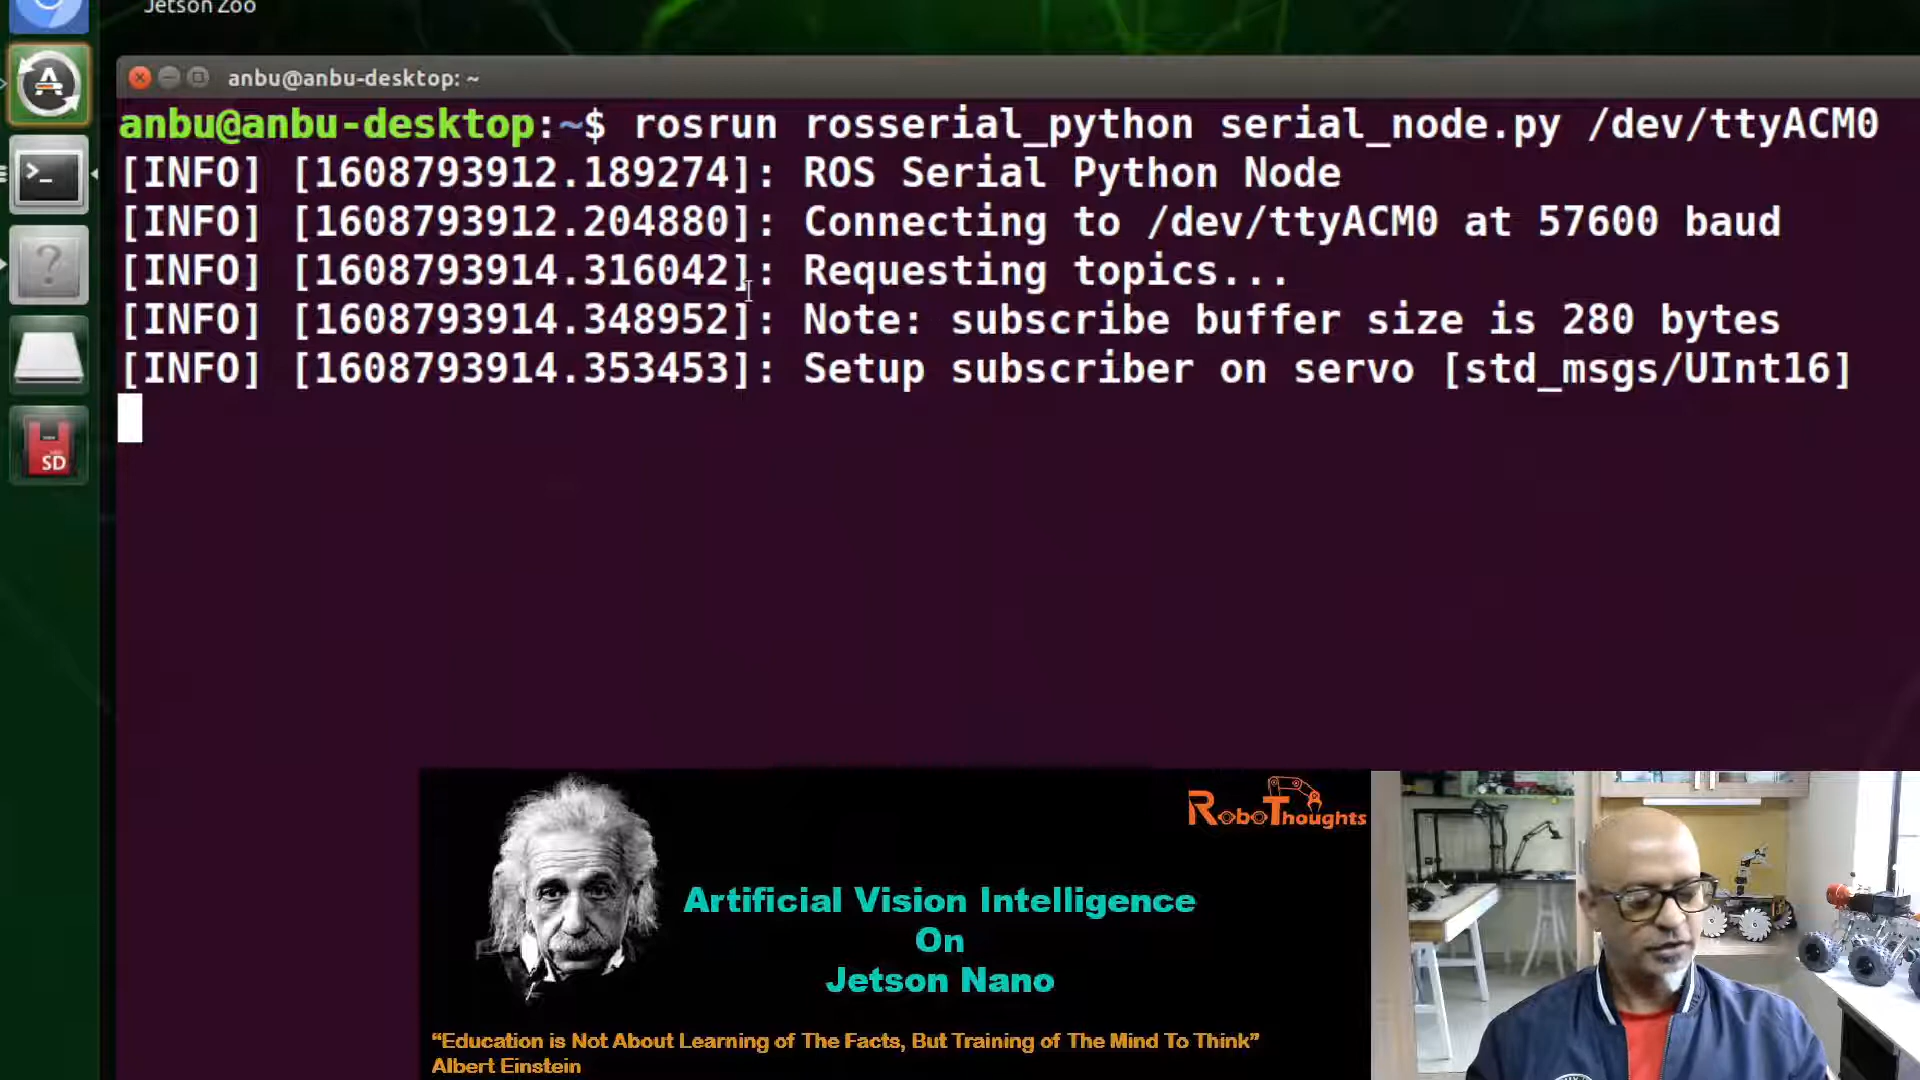 Jetson Zoo
anbu@anbu-desktop: ~
anbu@anbu-desktop:~$ rosrun rosserial_python serial_node.py /dev/ttyACM0
[INFO] [1608793912.189274]: ROS Serial Python Node
[INFO] [1608793912.204880]: Connecting to /dev/ttyACM0 at 57600 baud
[INFO] [1608793914.316042]: Requesting topics...
[INFO] [1608793914.348952]: Note: subscribe buffer size is 280 bytes
[INFO] [1608793914.353453]: Setup subscriber on servo [std_msgs/UInt16]
SD
RoboThoughts
Artificial Vision Intelligence
On
Jetson Nano
“Education is Not About Learning of The Facts, But Training of The Mind To Think”
Albert Einstein